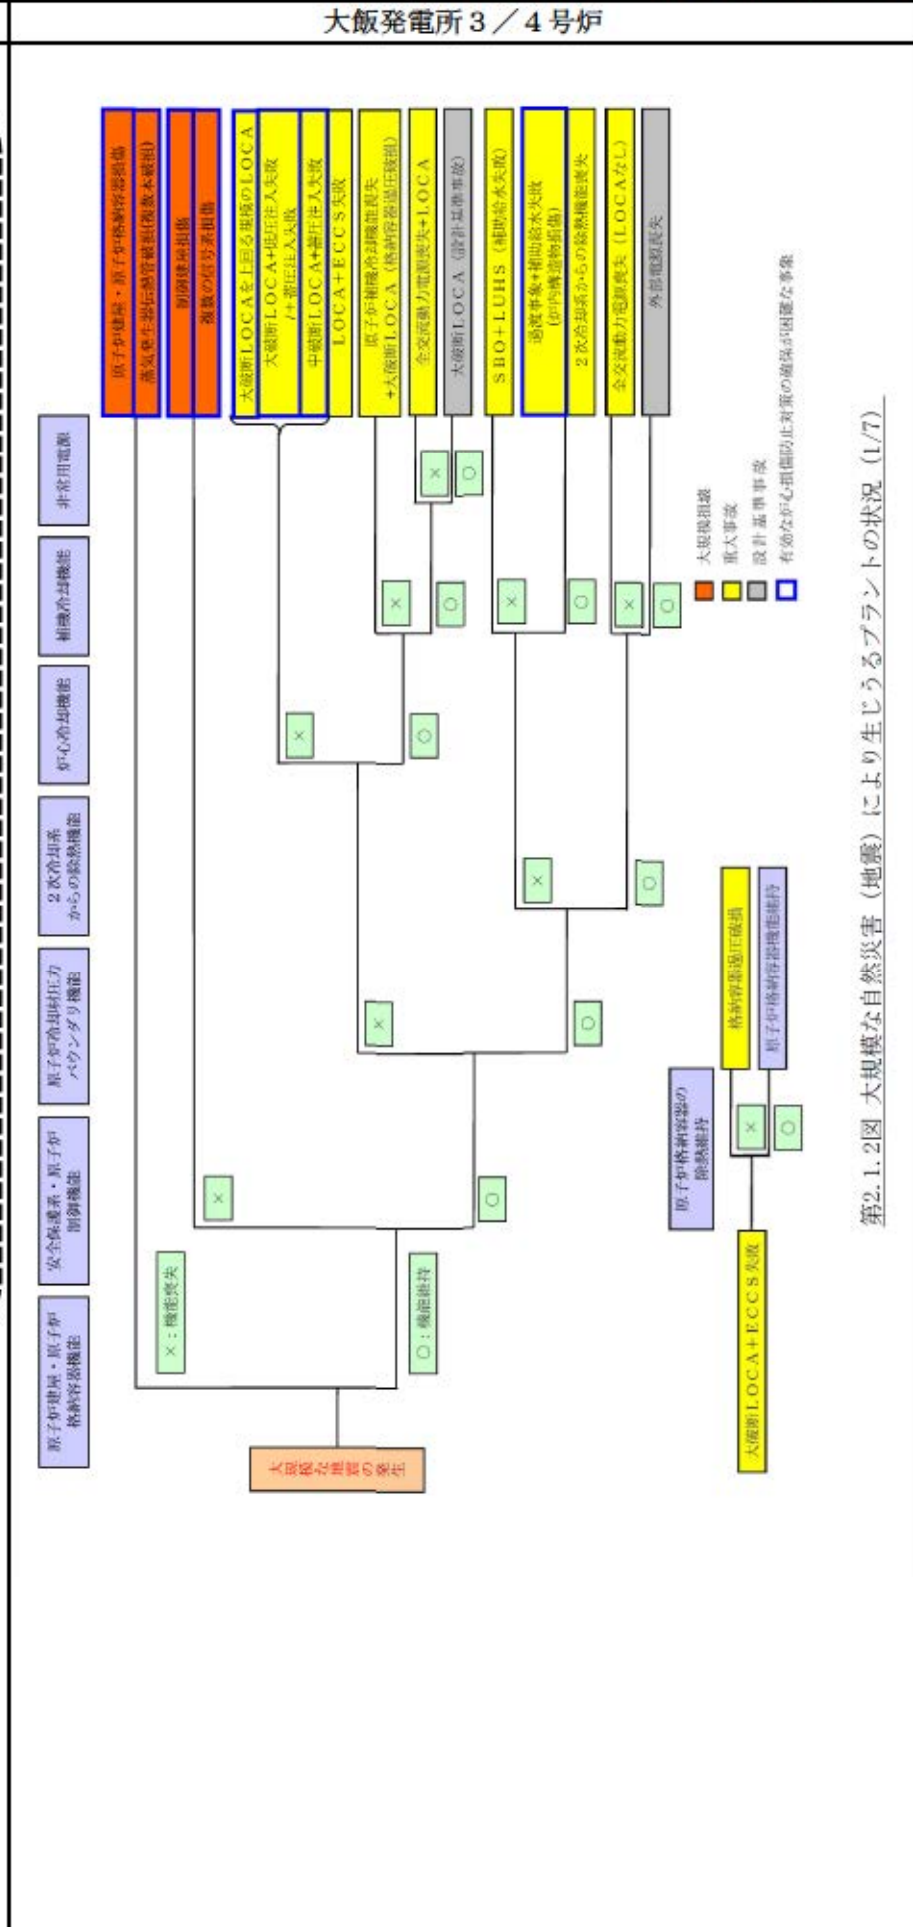 大飯発電所３／４号炉
原子炉建屋・原子炉
格納容器機能
安全保護系・原子炉
制御機能
原子炉冷却材圧力
バウンダリ機能
２次冷却系
からの除熱機能
炉心冷却機能
補機冷却機能
非常用電源
大規模な地震の発生
×：機能喪失
○：機能維持
×
○
×
○
×
○
×
○
×
○
×
○
×
○
×
○
原子炉建屋・原子炉格納容器損傷
蒸気発生器伝熱管破損(複数本破損)
制御建屋損傷
複数の信号系損傷
大破断ＬＯＣＡを上回る規模のＬＯＣＡ
大破断ＬＯＣＡ+低圧注入失敗
/+蓄圧注入失敗
中破断ＬＯＣＡ+蓄圧注入失敗
ＬＯＣＡ＋ＥＣＣＳ失敗
原子炉補機冷却機能喪失
+大破断ＬＯＣＡ（格納容器過圧破損）
全交流動力電源喪失+ＬＯＣＡ
大破断ＬＯＣＡ（設計基準事故）
ＳＢＯ＋ＬＵＨＳ（補助給水失敗）
過渡事象+補助給水失敗
(炉内構造物損傷)
２次冷却系からの除熱機能喪失
全交流動力電源喪失（ＬＯＣＡなし）
外部電源喪失
大規模損壊
重大事故
設計基準事故
有効な炉心損傷防止対策の確保が困難な事象
原子炉格納容器の
除熱維持
大破断ＬＯＣＡ＋ＥＣＣＳ失敗
×
○
格納容器過圧破損
原子炉格納容器機能維持
第2.1.2図 大規模な自然災害（地震）により生じうるプラントの状況（1/7）